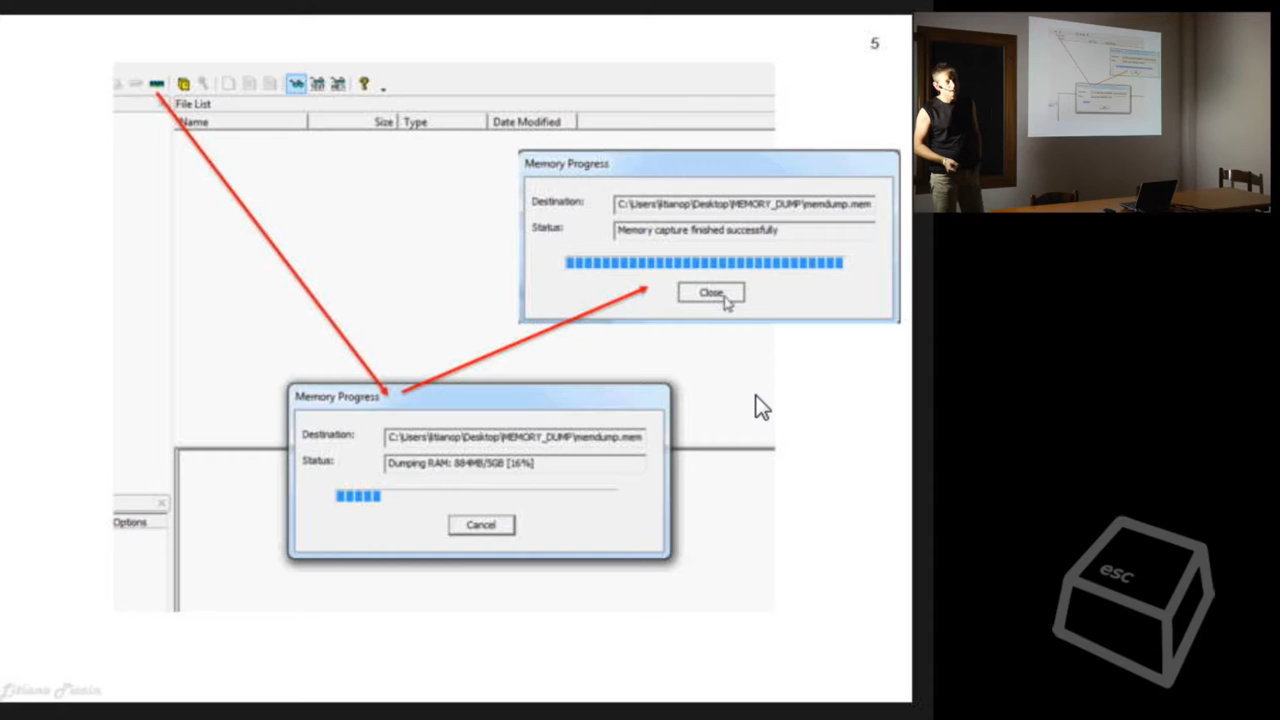 5
File List
Name Size Type Date Modified
Memory Progress
Destination: C:\Users\litianop\Desktop\MEMORY_DUMP\memdump.mem
Status: Memory capture finished successfully
Close
Memory Progress
Destination: C:\Users\litianop\Desktop\MEMORY_DUMP\memdump.mem
Status: Dumping RAM: 884MB/5GB [16%]
Cancel
Options
esc